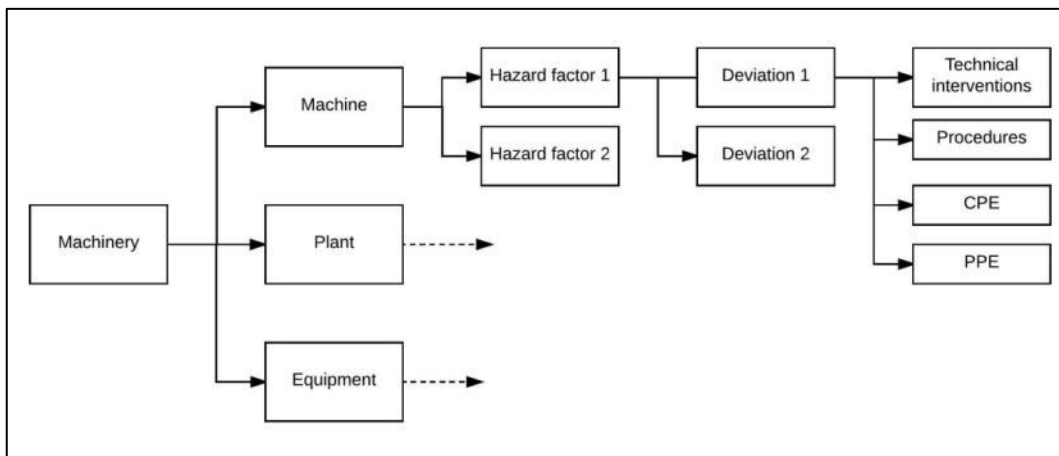 Machine
Hazard factor 1
Deviation 1
Technical
interventions
Hazard factor 2
Deviation 2
Procedures
Machinery
Plant
CPE
PPE
Equipment